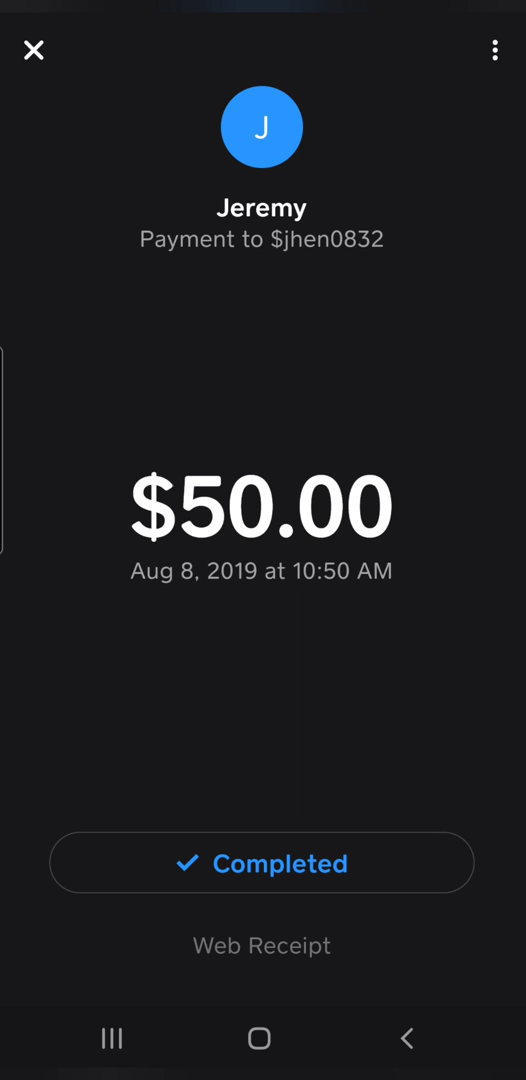 J
Jeremy
Payment to $jhen0832
$50.00
Aug 8, 2019 at 10:50 AM
Completed
Web Receipt